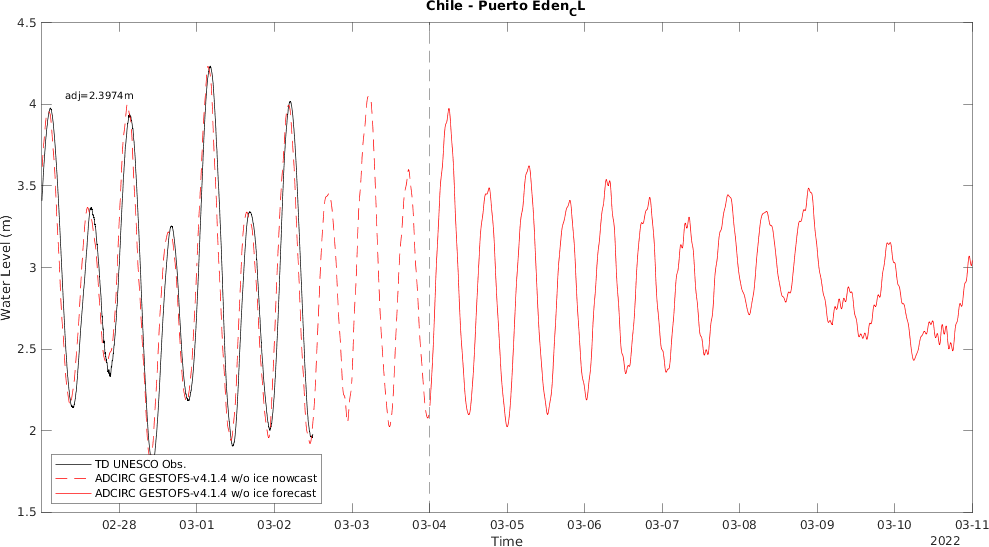 Chile - Puerto Eden_CL
4.5
adj=2.3974m
4
3.5
3
2.5
2
1.5
Water Level (m)
TD UNESCO Obs.
ADCIRC GESTOFS-v4.1.4 w/o ice nowcast
ADCIRC GESTOFS-v4.1.4 w/o ice forecast
02-28 03-01 03-02 03-03 03-04 03-05 03-06 03-07 03-08 03-09 03-10 03-11
Time
2022